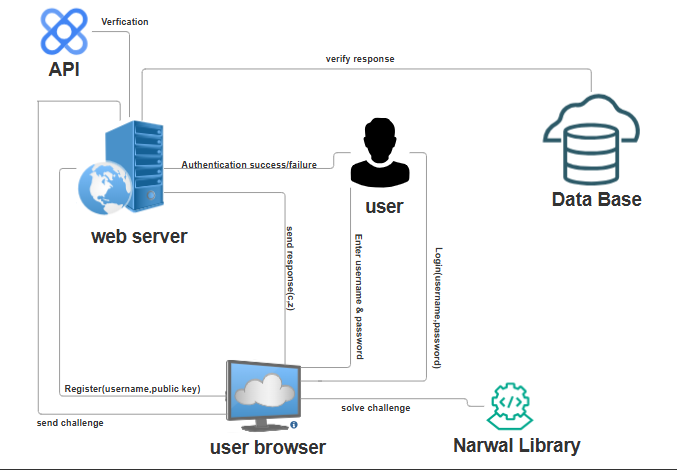 Verfication
API
verify response
Authentication success/failure
Data Base
user
web server
send response(c,z)
Enter username & password
Login(username,password)
Register(username,public key)
solve challenge
send challenge
user browser
Narwal Library